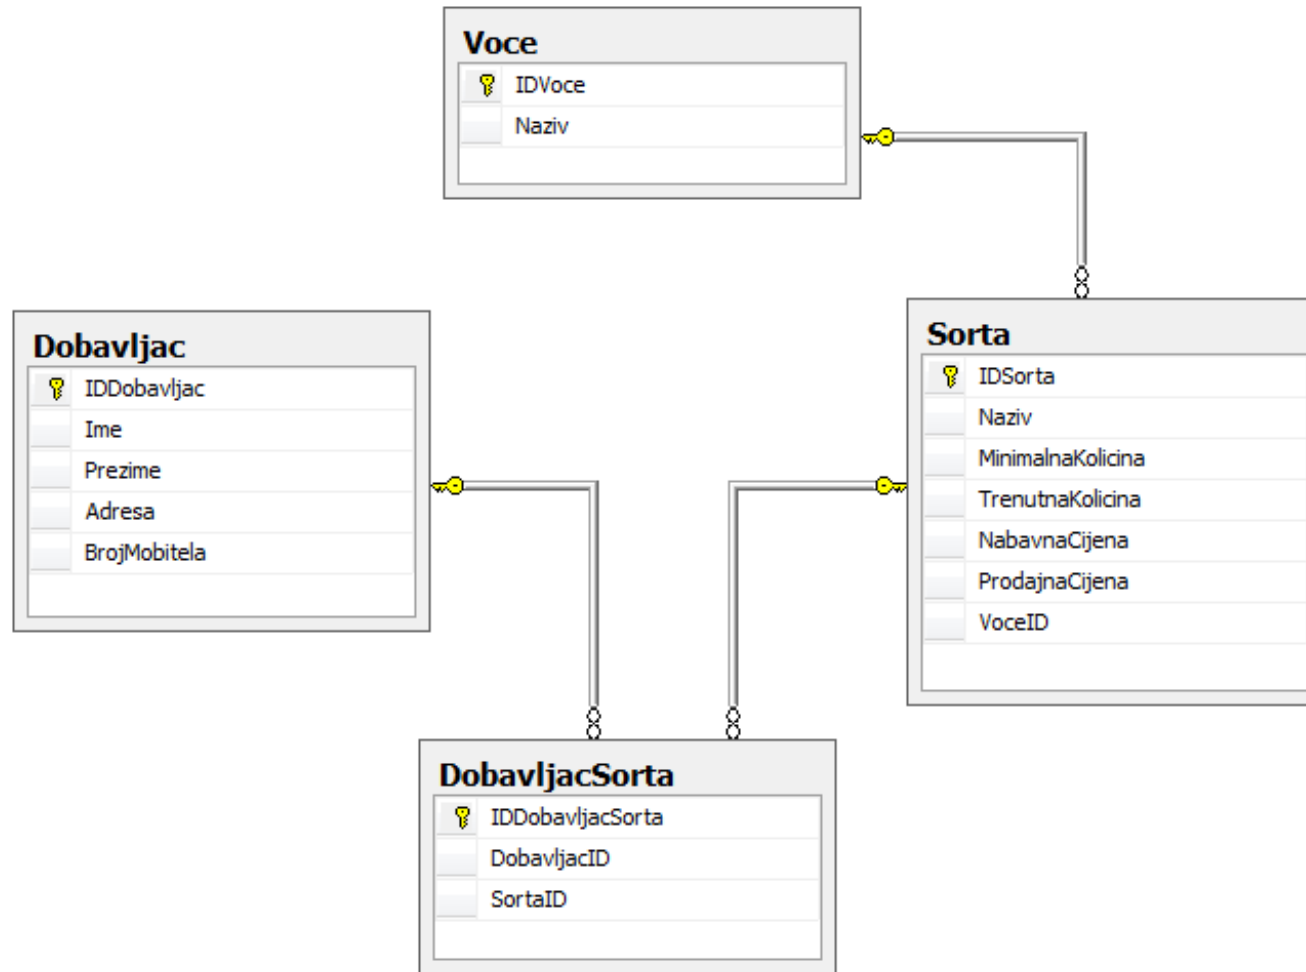 Voce
IDVoce
Naziv
Dobavljac
IDDobavljac
Ime
Prezime
Adresa
BrojMobitela
Sorta
IDSorta
Naziv
MinimalnaKolicina
TrenutnaKolicina
NabavnaCijena
ProdajnaCijena
VoceID
DobavljacSorta
IDDobavljacSorta
DobavljacID
SortaID